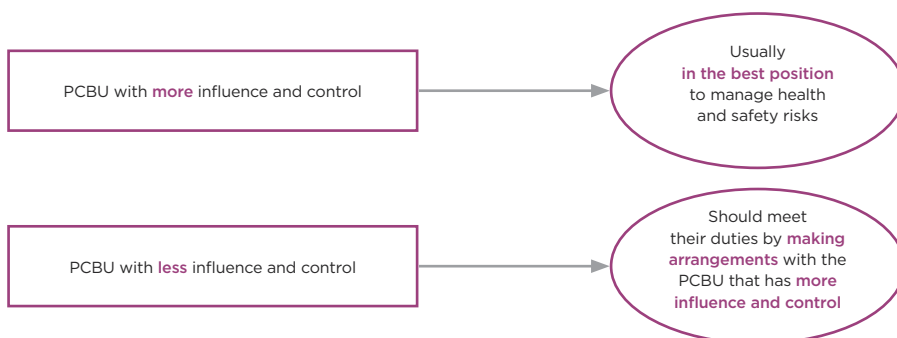 PCBU with more influence and control
Usually
in the best position
to manage health
and safety risks
PCBU with less influence and control
Should meet
their duties by making
arrangements with the
PCBU that has more
influence and control